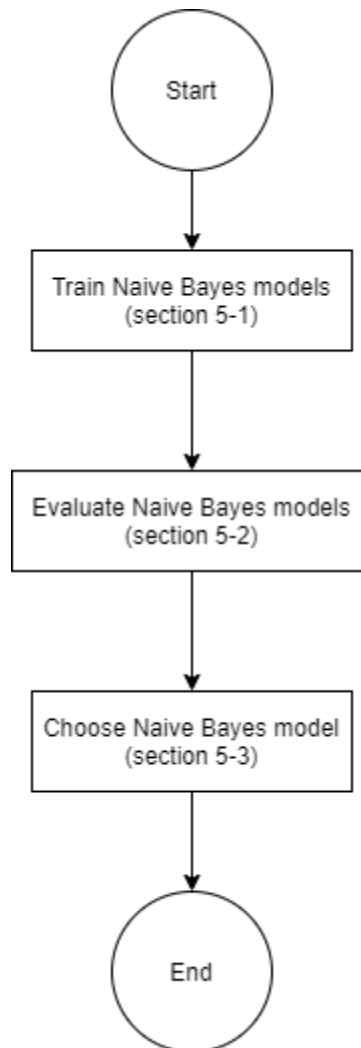 Start
Train Naive Bayes models
(section 5-1)
Evaluate Naive Bayes models
(section 5-2)
Choose Naive Bayes model
(section 5-3)
End